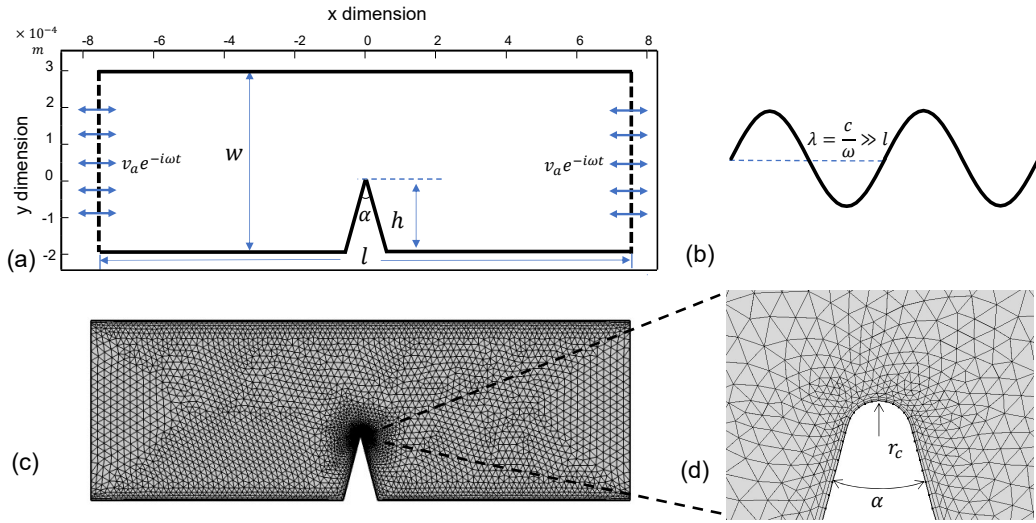 x dimension
× 10⁻⁴
m
-8 -6 -4 -2 0 2 4 6 8
y dimension
3
2
1
0
-1
-2
v_a e^{-iωt}
w
α
h
v_a e^{-iωt}
l
(a)
λ = c/ω ≫ l
(b)
(c)
(d)
r_c
α